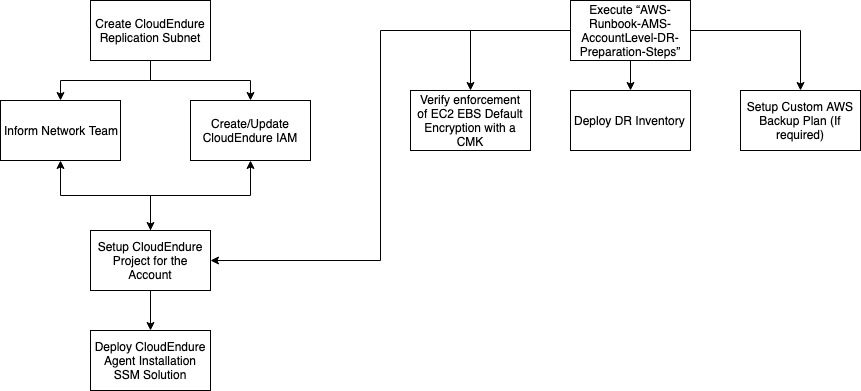 Create CloudEndure
Replication Subnet
Execute “AWS-
Runbook-AMS-
AccountLevel-DR-
Preparation-Steps”
Inform Network Team
Create/Update
CloudEndure IAM
Verify enforcement
of EC2 EBS Default
Encryption with a
CMK
Deploy DR Inventory
Setup Custom AWS
Backup Plan (If
required)
Setup CloudEndure
Project for the
Account
Deploy CloudEndure
Agent Installation
SSM Solution